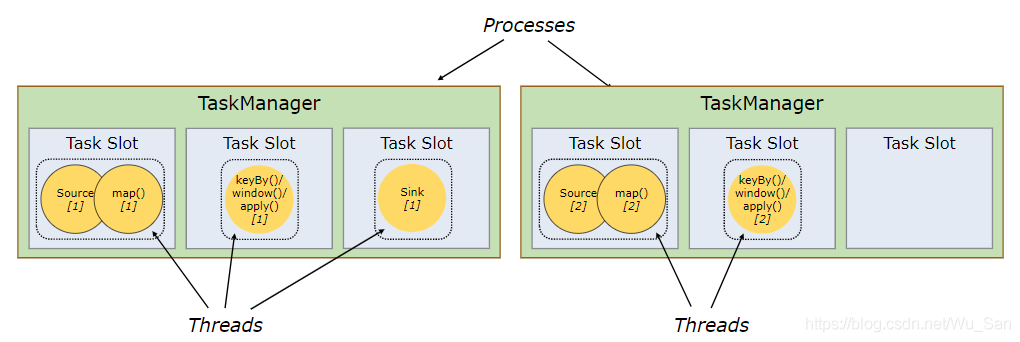 Processes
TaskManager
Task Slot
Source
[1]
map()
[1]
Task Slot
keyBy()/
window()/
apply()
[1]
Task Slot
Sink
[1]
Threads
TaskManager
Task Slot
Source
[2]
map()
[2]
Task Slot
keyBy()/
window()/
apply()
[2]
Task Slot
Threads
https://blog.csdn.net/Wu_San